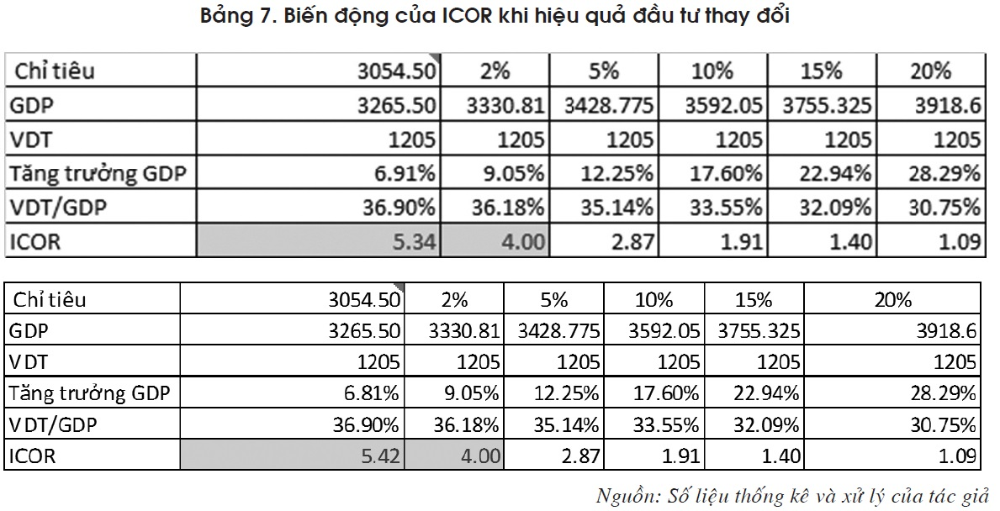 Bảng 7. Biến động của ICOR khi hiệu quả đầu tư thay đổi
Chỉ tiêu 3054.50 2% 5% 10% 15% 20%
GDP 3265.50 3330.81 3428.775 3592.05 3755.325 3918.6
VDT 1205 1205 1205 1205 1205 1205
Tăng trưởng GDP 6.91% 9.05% 12.25% 17.60% 22.94% 28.29%
VDT/GDP 36.90% 36.18% 35.14% 33.55% 32.09% 30.75%
ICOR 5.34 4.00 2.87 1.91 1.40 1.09
Chỉ tiêu 3054.50 2% 5% 10% 15% 20%
GDP 3265.50 3330.81 3428.775 3592.05 3755.325 3918.6
VDT 1205 1205 1205 1205 1205 1205
Tăng trưởng GDP 6.81% 9.05% 12.25% 17.60% 22.94% 28.29%
VDT/GDP 36.90% 36.18% 35.14% 33.55% 32.09% 30.75%
ICOR 5.42 4.00 2.87 1.91 1.40 1.09
Nguồn: Số liệu thống kê và xử lý của tác giả